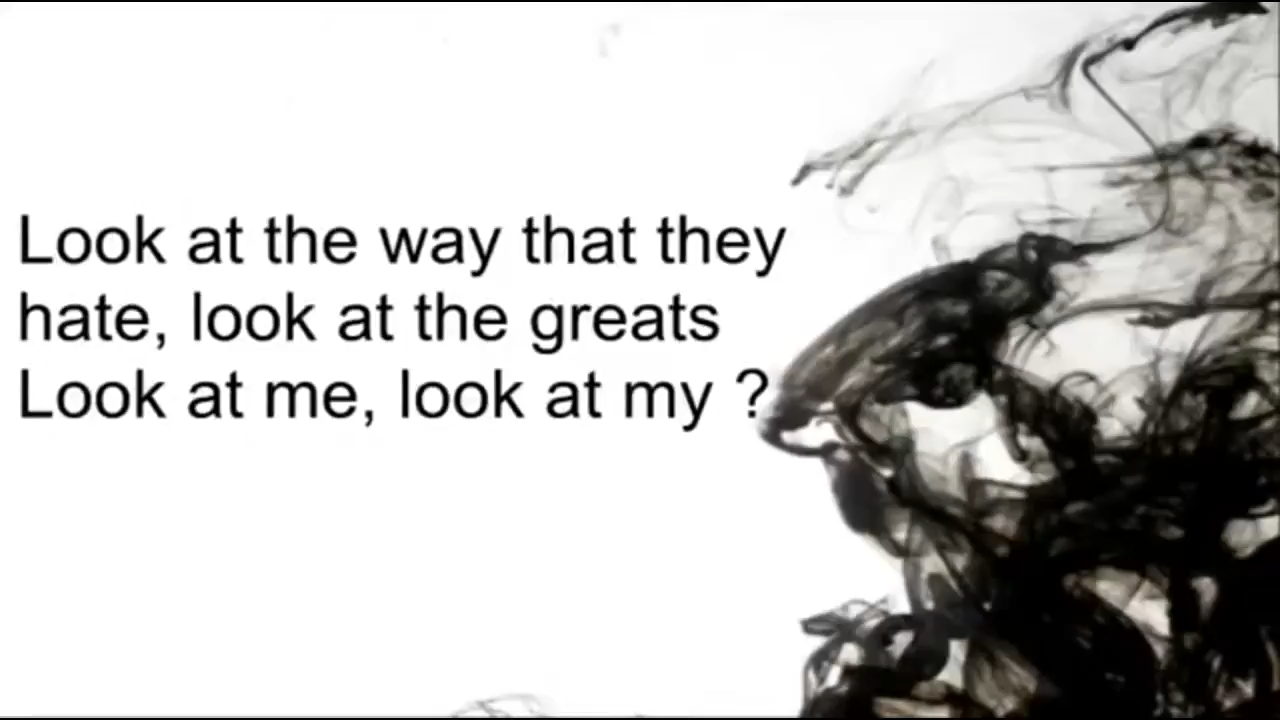 Look at the way that they
hate, look at the greats
Look at me, look at my ?